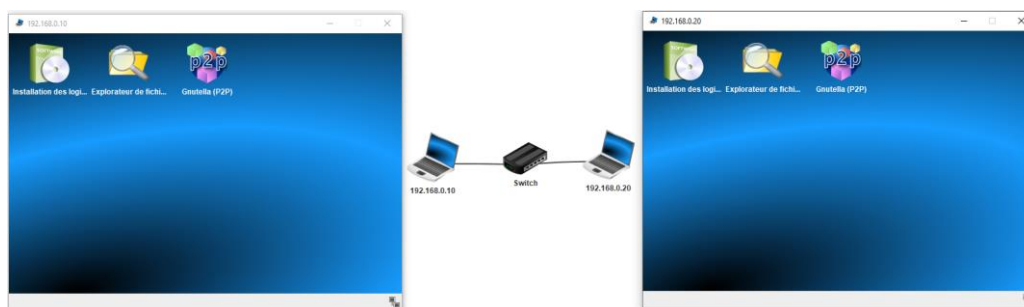 192.168.0.10
p2p
Installation des logi... Explorateur de fichi... Gnutella (P2P)
192.168.0.10
Switch
192.168.0.20
192.168.0.20
p2p
Installation des logi... Explorateur de fichi... Gnutella (P2P)